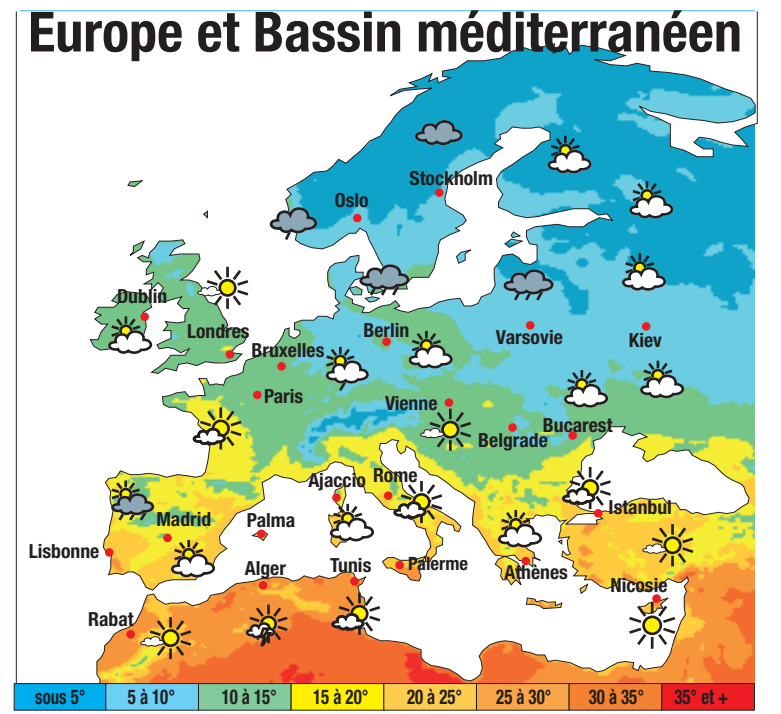 Europe et Bassin méditerranéen
Stockholm
Oslo
Dublin
Londres
Berlin
Varsovie
Kiev
Bruxelles
Paris
Vienne
Belgrade
Bucarest
Ajaccio
Rome
Istanbul
Madrid
Palma
Lisbonne
Alger
Tunis
Palerme
Athènes
Nicosie
Rabat
sous 5° 5 à 10° 10 à 15° 15 à 20° 20 à 25° 25 à 30° 30 à 35° 35° et +